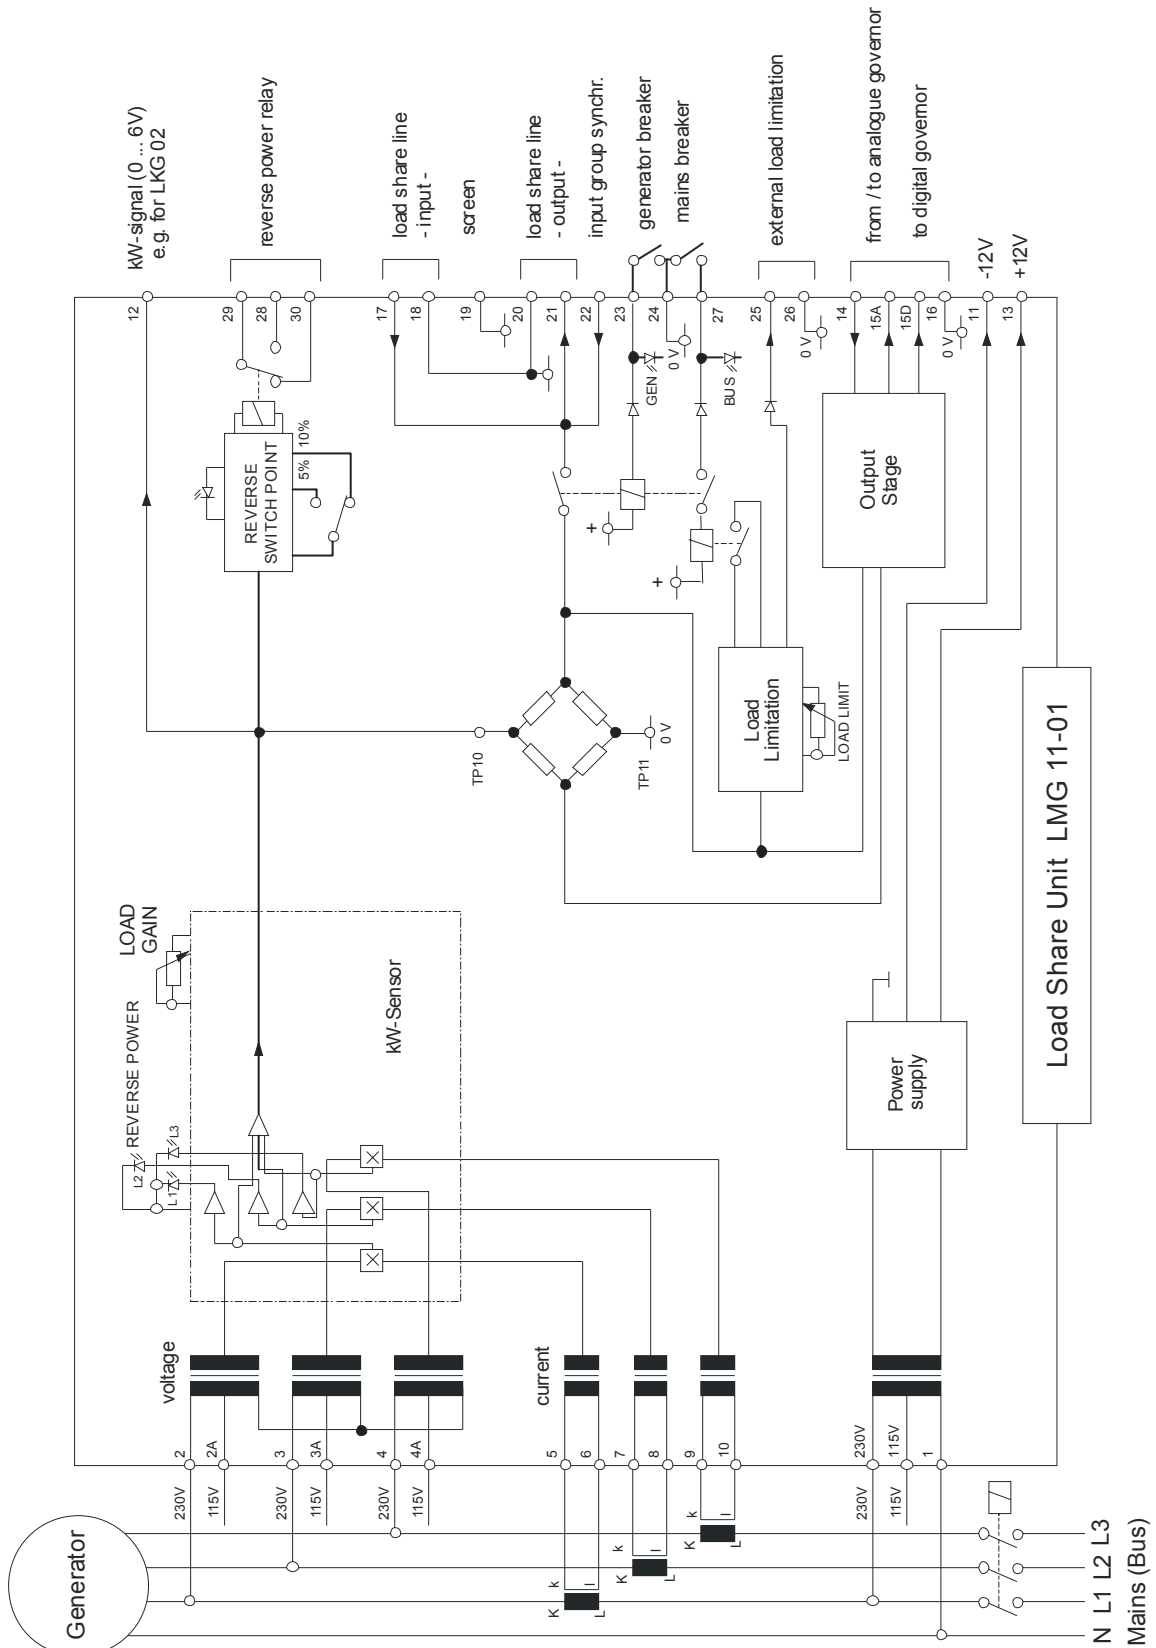 kW-signal (0 ... 6V)
e.g. for LKG 02
reverse power relay
load share line
- input -
screen
load share line
- output -
input group synchr.
generator breaker
mains breaker
external load limitation
from / to analogue governor
to digital governor
-12V
+12V
12
29
28
30
17
18
19
20
21
22
23
24
27
25
26
14
15A
15D
16
11
13
REVERSE
SWITCH POINT
5%
10%
GEN
0 V
BUS
0 V
0 V
+
+
Output
Stage
TP10
TP11
0 V
Load
Limitation
LOAD LIMIT
LOAD
GAIN
REVERSE POWER
L1
L2
L3
kW-Sensor
Power
supply
Load Share Unit LMG 11-01
voltage
current
2
2A
3
3A
4
4A
5
6
7
8
9
10
230V
115V
1
230V
115V
230V
115V
230V
115V
230V
115V
K
k
l
L
K
k
l
L
K
k
l
L
Generator
N L1 L2 L3
Mains (Bus)